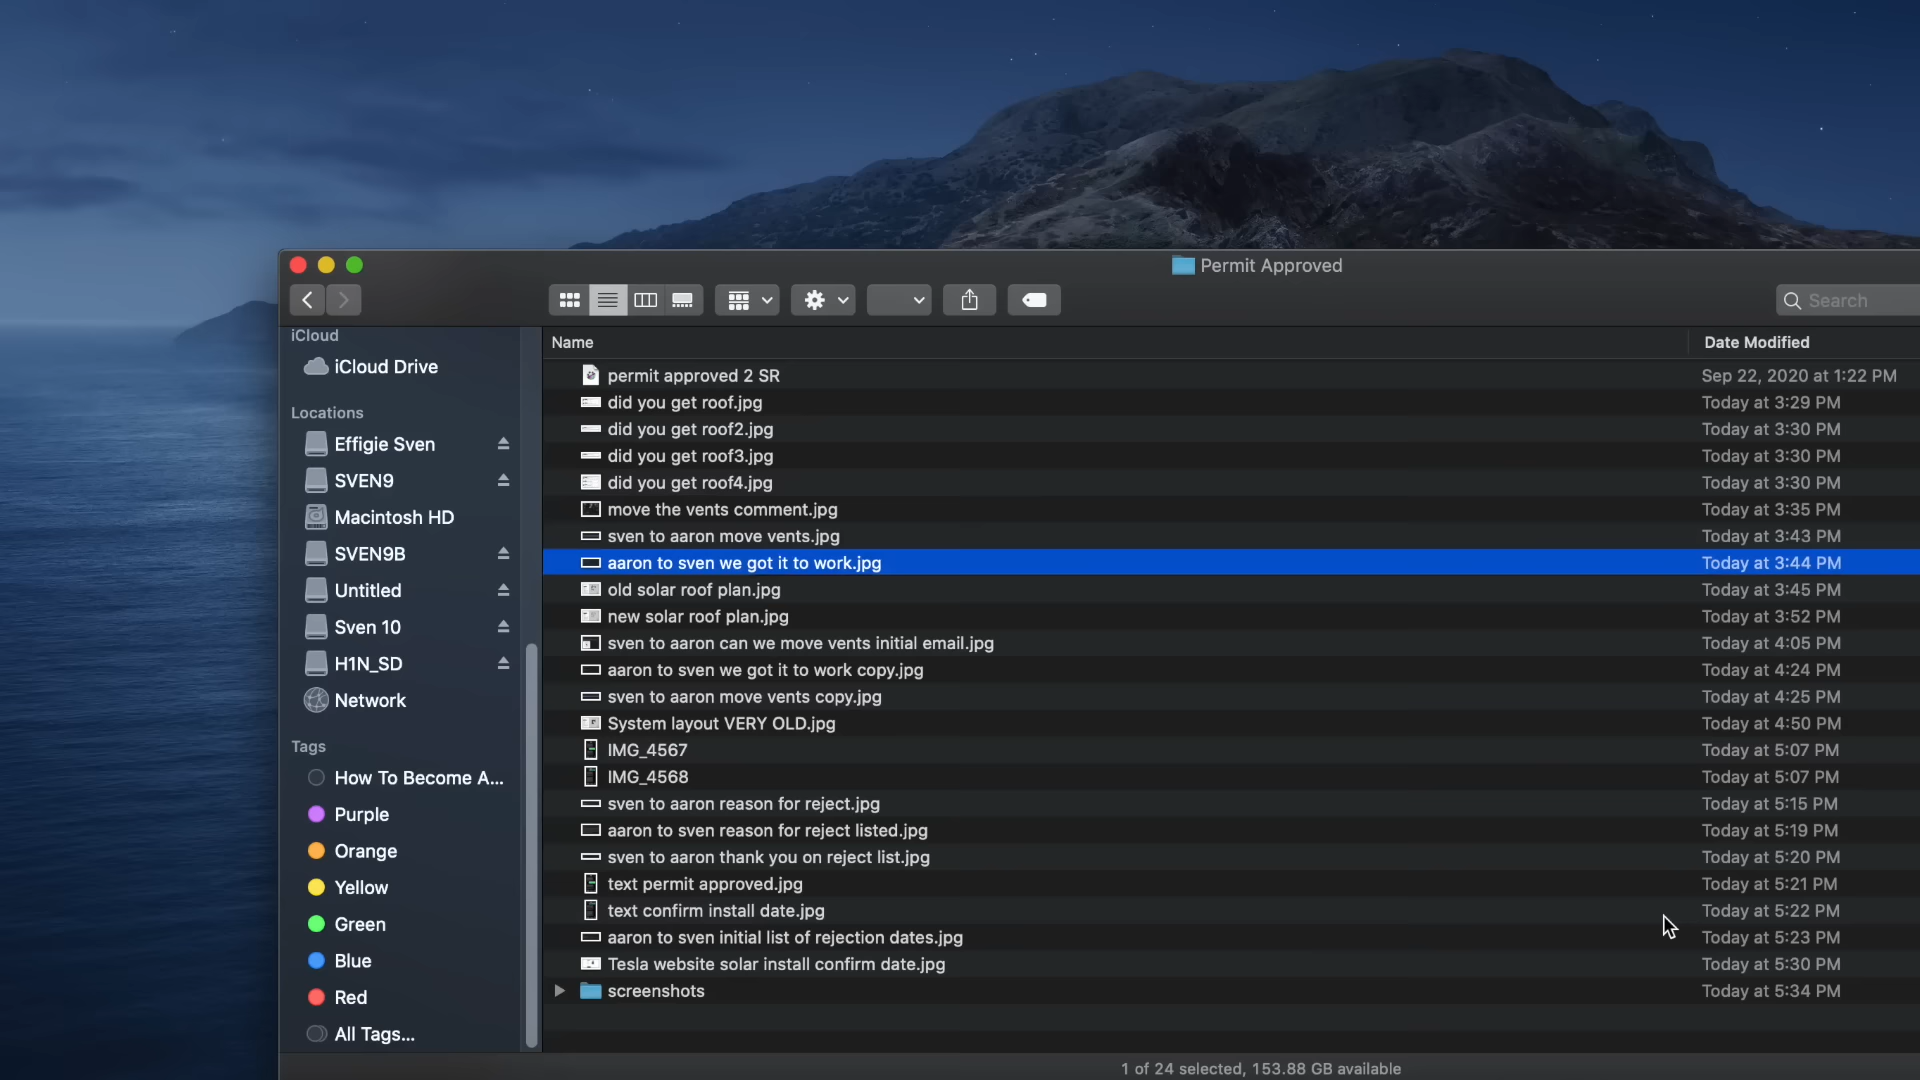 Permit Approved
Search
iCloud
iCloud Drive
Locations
Effigie Sven
SVEN9
Macintosh HD
SVEN9B
Untitled
Sven 10
H1N_SD
Network
Tags
How To Become A...
Purple
Orange
Yellow
Green
Blue
Red
All Tags...
Name Date Modified
permit approved 2 SR Sep 22, 2020 at 1:22 PM
did you get roof.jpg Today at 3:29 PM
did you get roof2.jpg Today at 3:30 PM
did you get roof3.jpg Today at 3:30 PM
did you get roof4.jpg Today at 3:30 PM
move the vents comment.jpg Today at 3:35 PM
sven to aaron move vents.jpg Today at 3:43 PM
aaron to sven we got it to work.jpg Today at 3:44 PM
old solar roof plan.jpg Today at 3:45 PM
new solar roof plan.jpg Today at 3:52 PM
sven to aaron can we move vents initial email.jpg Today at 4:05 PM
aaron to sven we got it to work copy.jpg Today at 4:24 PM
sven to aaron move vents copy.jpg Today at 4:25 PM
System layout VERY OLD.jpg Today at 4:50 PM
IMG_4567 Today at 5:07 PM
IMG_4568 Today at 5:07 PM
sven to aaron reason for reject.jpg Today at 5:15 PM
aaron to sven reason for reject listed.jpg Today at 5:19 PM
sven to aaron thank you on reject list.jpg Today at 5:20 PM
text permit approved.jpg Today at 5:21 PM
text confirm install date.jpg Today at 5:22 PM
aaron to sven initial list of rejection dates.jpg Today at 5:23 PM
Tesla website solar install confirm date.jpg Today at 5:30 PM
screenshots Today at 5:34 PM
1 of 24 selected, 153.88 GB available